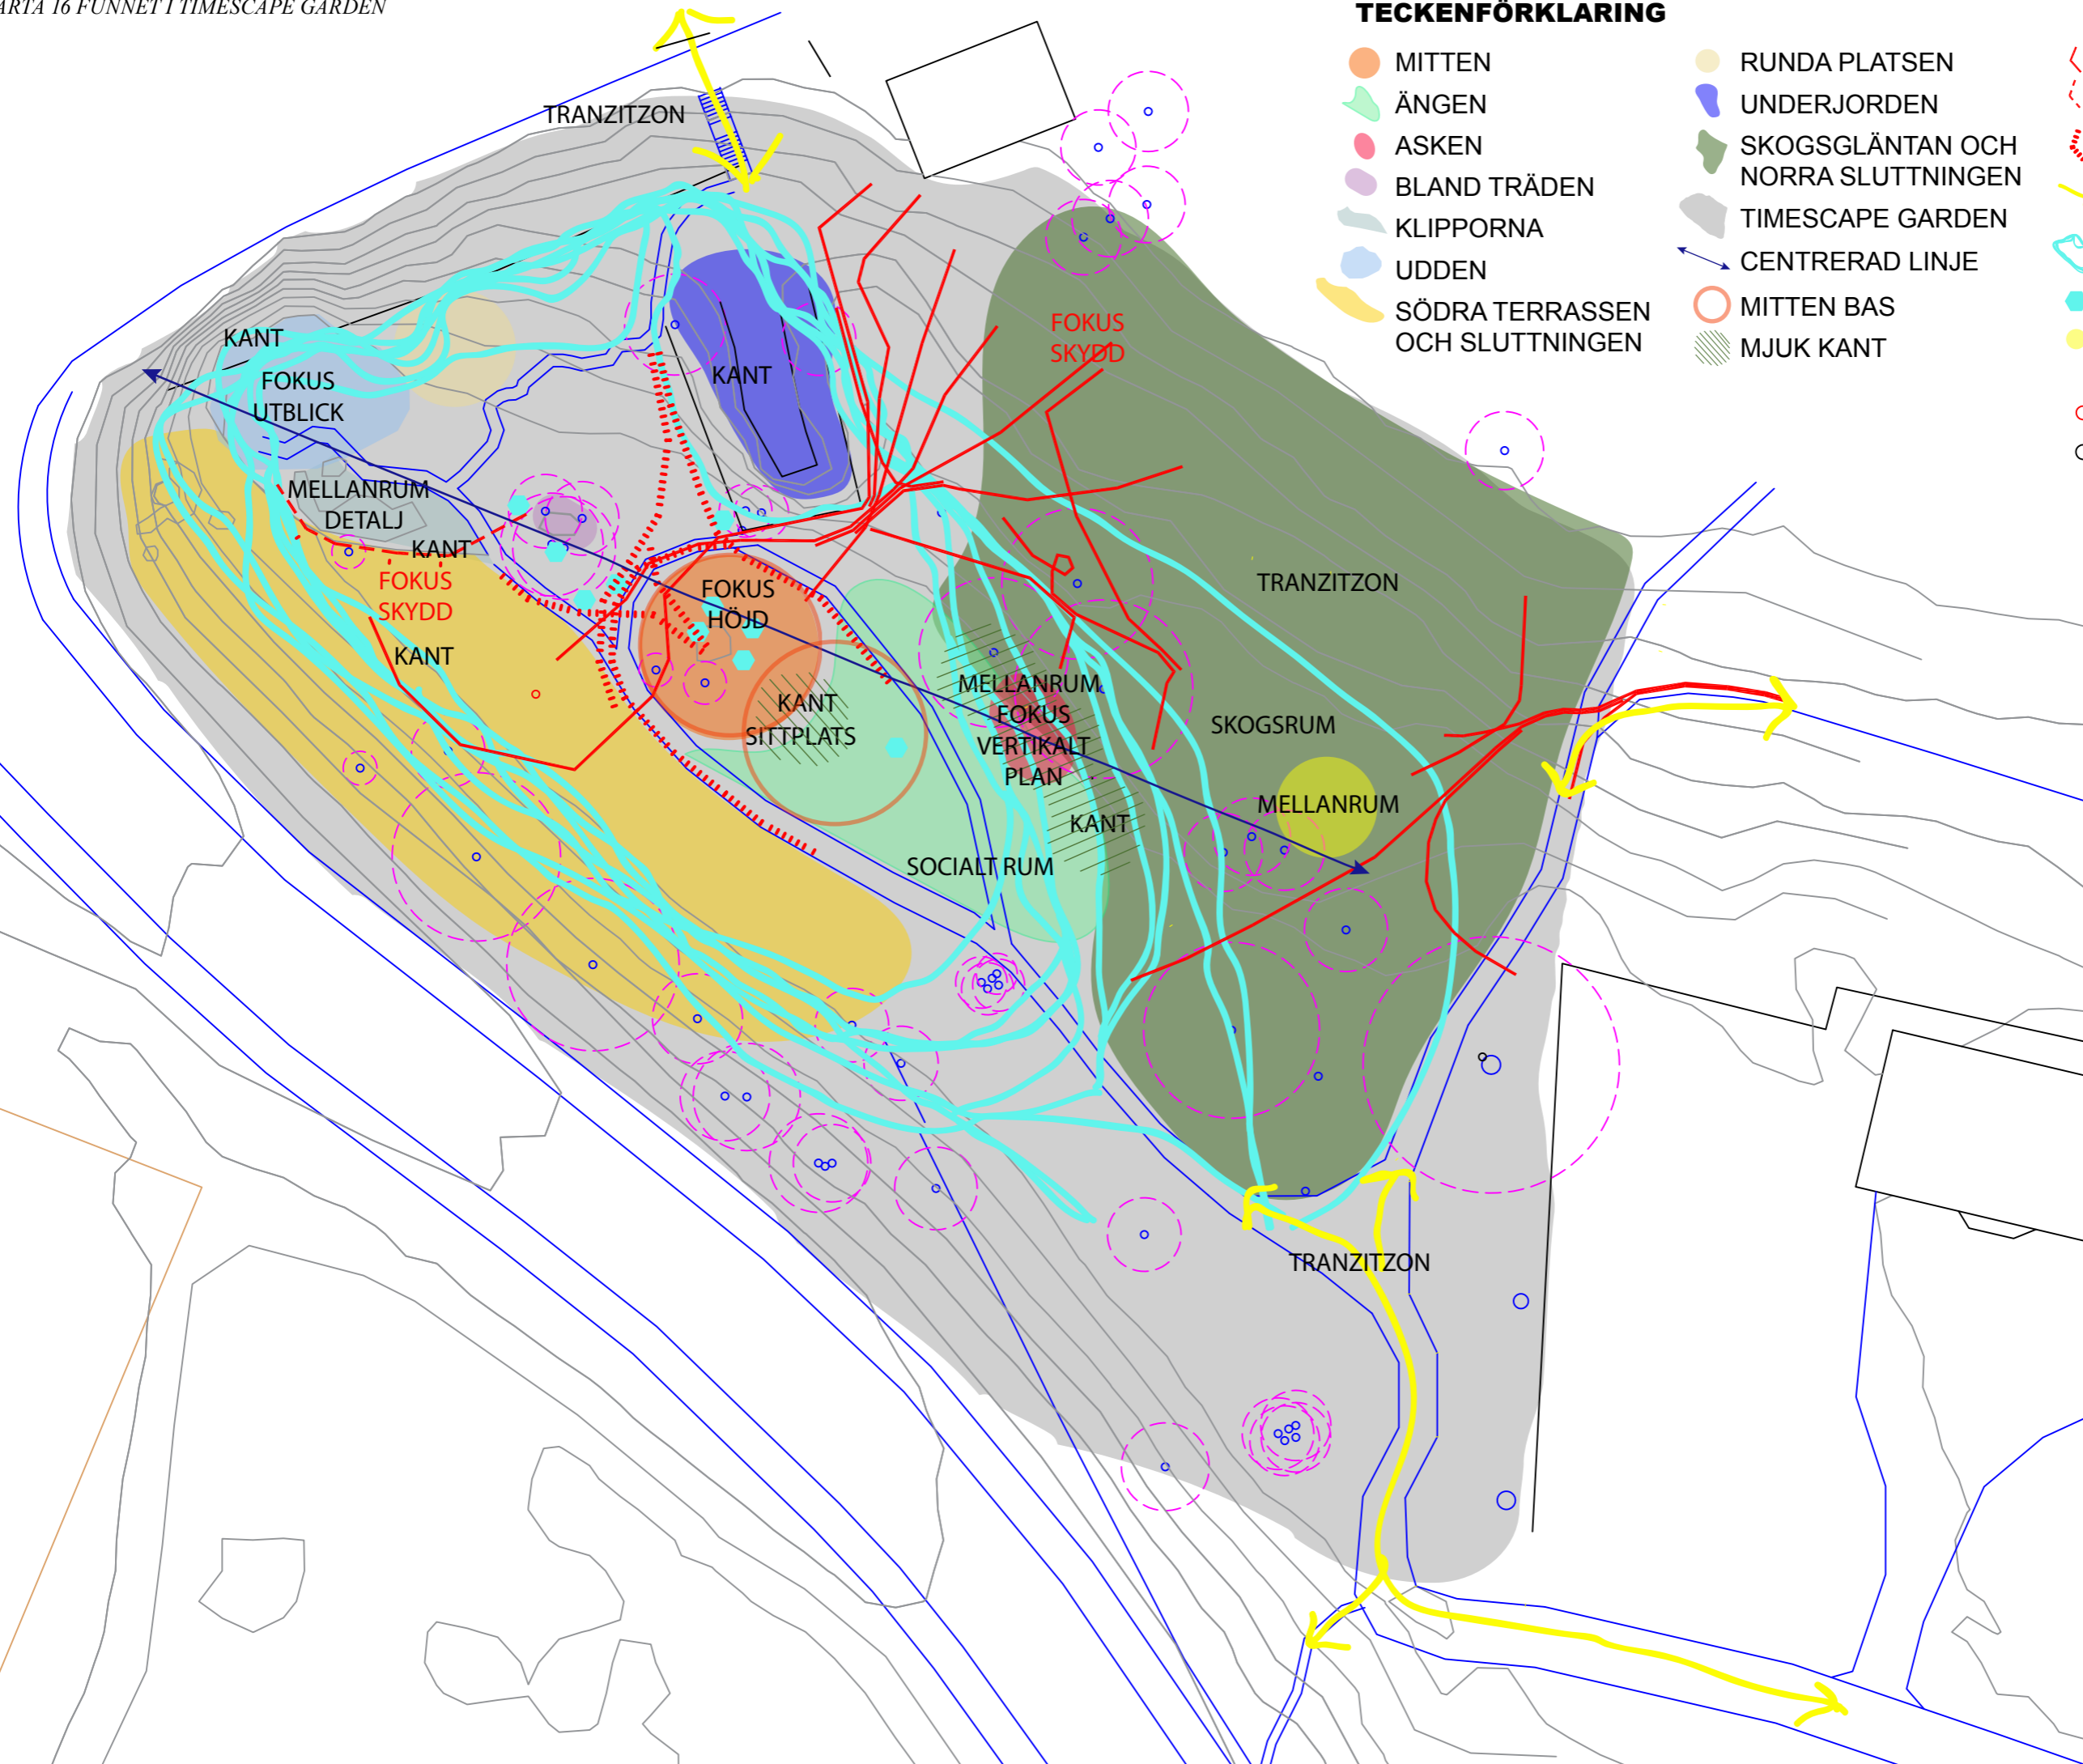 ARTA 16 FUNNET I TIMESCAPE GARDEN
TECKENFÖRKLARING
MITTEN
ÄNGEN
ASKEN
BLAND TRÄDEN
KLIPPORNA
UDDEN
SÖDRA TERRASSEN
OCH SLUTTNINGEN
RUNDA PLATSEN
UNDERJORDEN
SKOGSGLÄNTAN OCH
NORRA SLUTTNINGEN
TIMESCAPE GARDEN
CENTRERAD LINJE
MITTEN BAS
MJUK KANT
TRANZITZON
KANT
FOKUS
UTBLICK
KANT
FOKUS
SKYDD
MELLANRUM
DETALJ
KANT
FOKUS
SKYDD
KANT
FOKUS
HÖJD
KANT
SITTPLATS
MELLANRUM
FOKUS
VERTIKALT
PLAN
KANT
SOCIALT RUM
TRANZITZON
SKOGSRUM
MELLANRUM
TRANZITZON